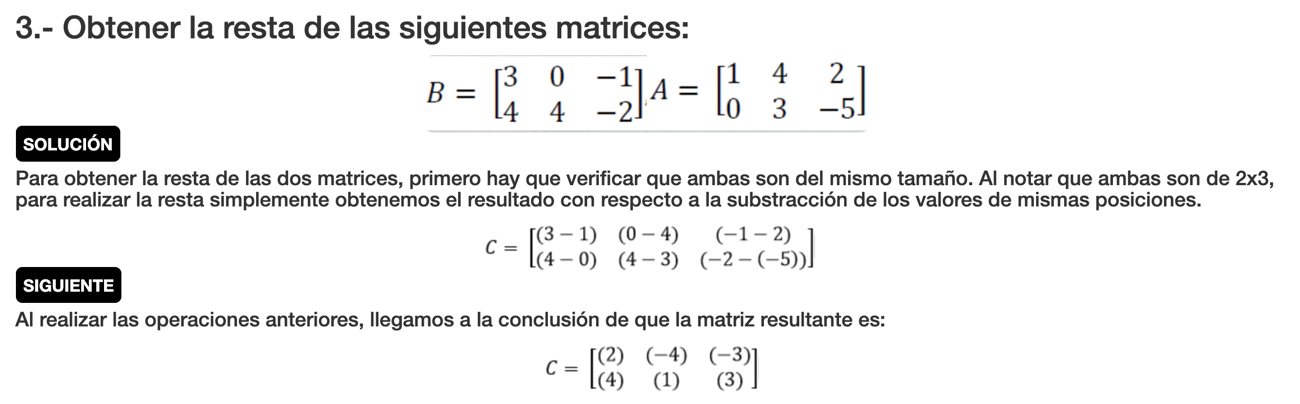 3.- Obtener la resta de las siguientes matrices:
B = [3 0 −1; 4 4 −2], A = [1 4 2; 0 3 −5]
SOLUCIÓN
Para obtener la resta de las dos matrices, primero hay que verificar que ambas son del mismo tamaño. Al notar que ambas son de 2x3,
para realizar la resta simplemente obtenemos el resultado con respecto a la substracción de los valores de mismas posiciones.
C = [(3 − 1) (0 − 4) (−1 − 2); (4 − 0) (4 − 3) (−2 − (−5))]
SIGUIENTE
Al realizar las operaciones anteriores, llegamos a la conclusión de que la matriz resultante es:
C = [(2) (−4) (−3); (4) (1) (3)]